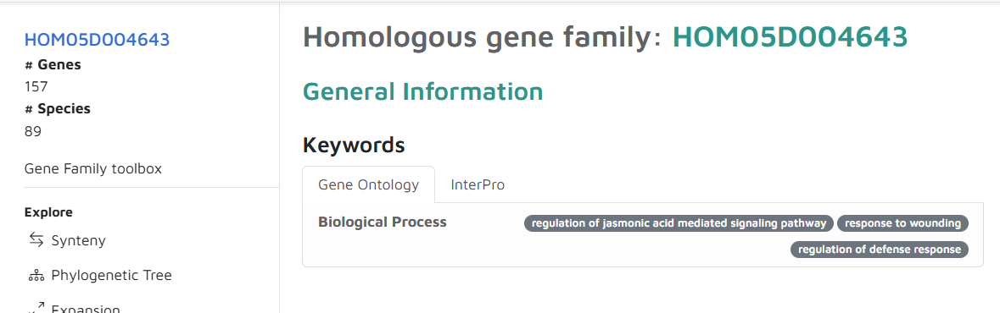 HOM05D004643
# Genes
157
# Species
89
Gene Family toolbox
Explore
Synteny
Phylogenetic Tree
Expansion
Homologous gene family: HOM05D004643
General Information
Keywords
Gene Ontology InterPro
Biological Process regulation of jasmonic acid mediated signaling pathway response to wounding
regulation of defense response